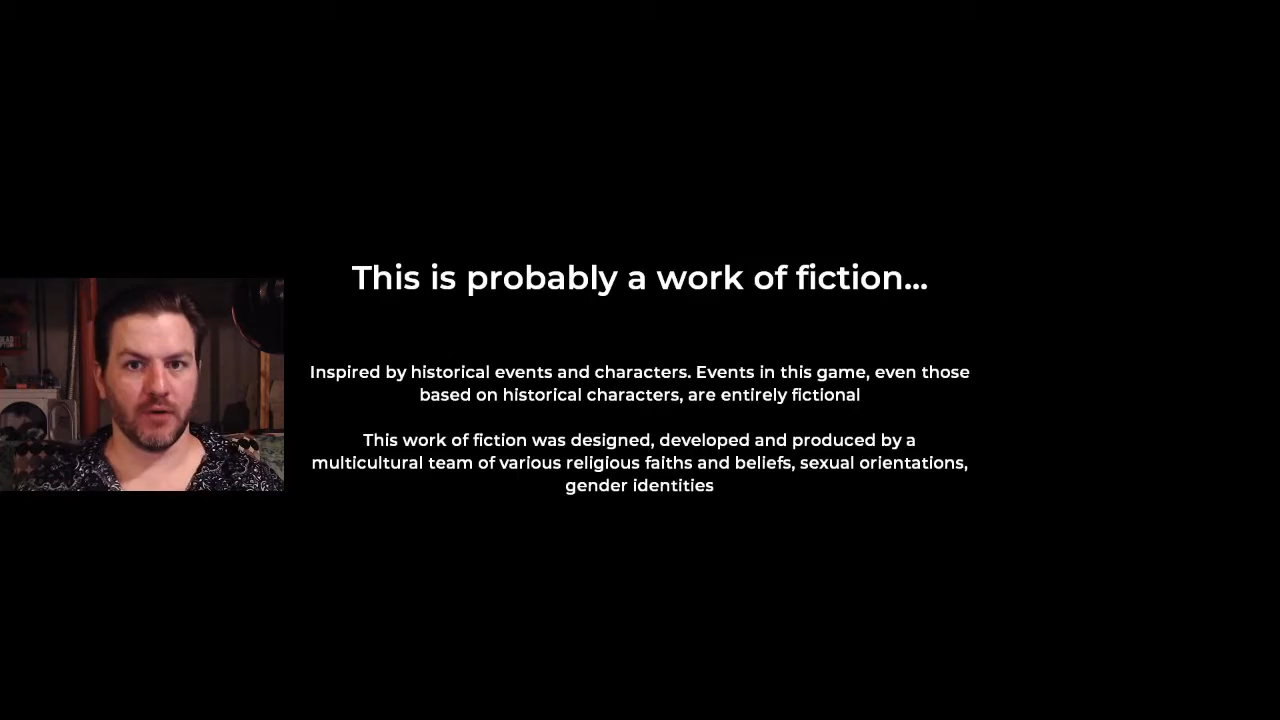 This is probably a work of fiction...
Inspired by historical events and characters. Events in this game, even those
based on historical characters, are entirely fictional
This work of fiction was designed, developed and produced by a
multicultural team of various religious faiths and beliefs, sexual orientations,
gender identities